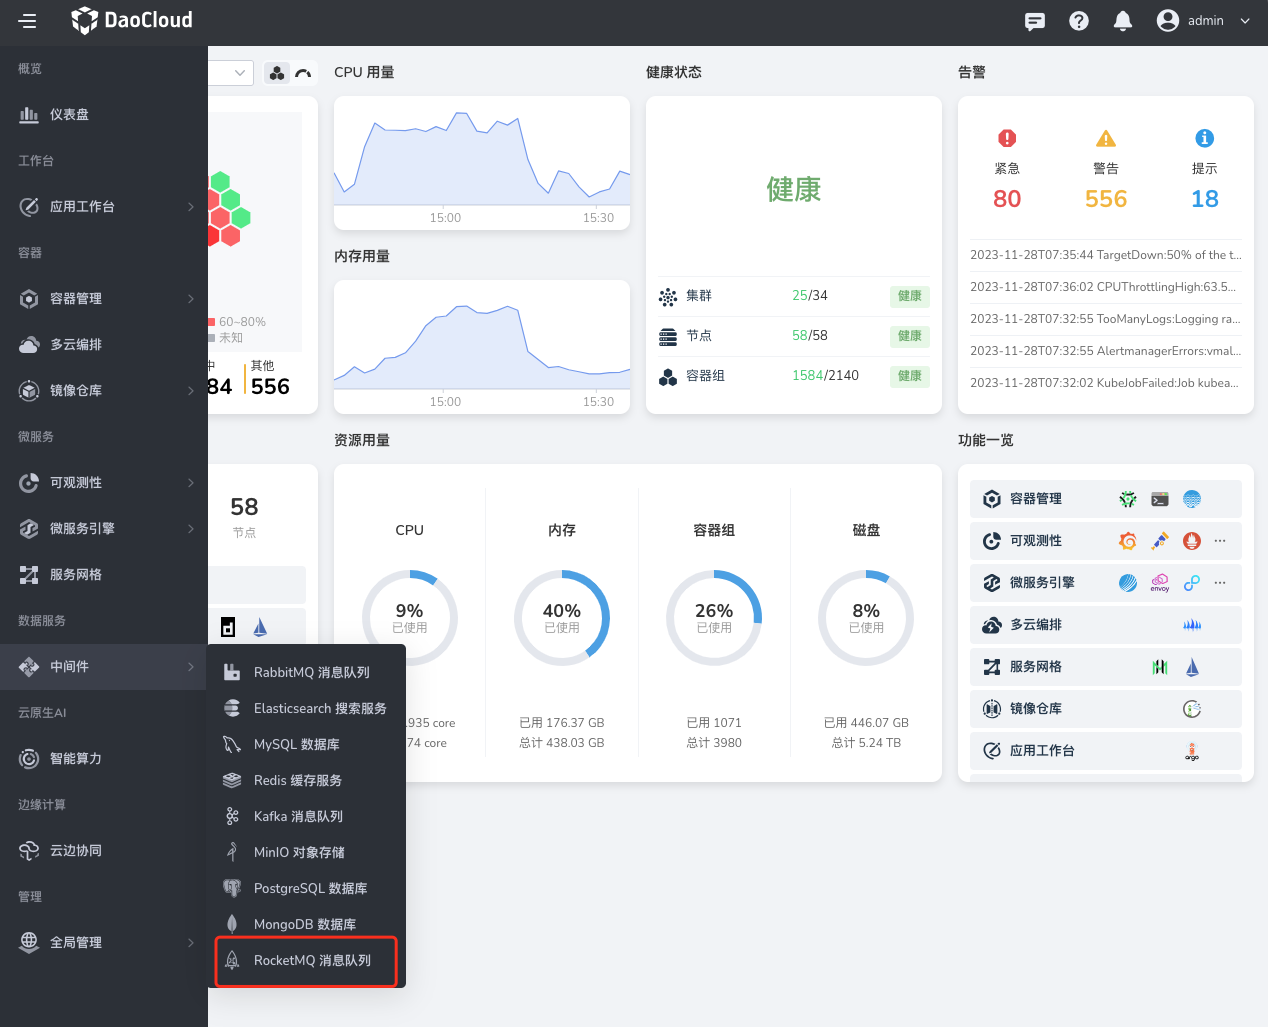 DaoCloud
admin
概览
仪表盘
工作台
应用工作台
容器
容器管理
多云编排
镜像仓库
微服务
可观测性
微服务引擎
服务网格
数据服务
中间件
云原生AI
智能算力
边缘计算
云边协同
管理
全局管理
60~80%
未知
中
其他
84
556
58
节点
RabbitMQ 消息队列
Elasticsearch 搜索服务
MySQL 数据库
Redis 缓存服务
Kafka 消息队列
MinIO 对象存储
PostgreSQL 数据库
MongoDB 数据库
RocketMQ 消息队列
CPU 用量
15:00
15:30
内存用量
15:00
15:30
健康状态
健康
集群
25/34
健康
节点
58/58
健康
容器组
1584/2140
健康
告警
紧急
警告
提示
80
556
18
2023-11-28T07:35:44 TargetDown:50% of the t...
2023-11-28T07:36:02 CPUThrottlingHigh:63.5...
2023-11-28T07:32:55 TooManyLogs:Logging ra...
2023-11-28T07:32:55 AlertmanagerErrors:vmal...
2023-11-28T07:32:02 KubeJobFailed:Job kubea...
资源用量
CPU
9%
已使用
.935 core
74 core
内存
40%
已使用
已用 176.37 GB
总计 438.03 GB
容器组
26%
已使用
已用 1071
总计 3980
磁盘
8%
已使用
已用 446.07 GB
总计 5.24 TB
功能一览
容器管理
可观测性
...
微服务引擎
envoy
...
多云编排
服务网格
镜像仓库
应用工作台
argo